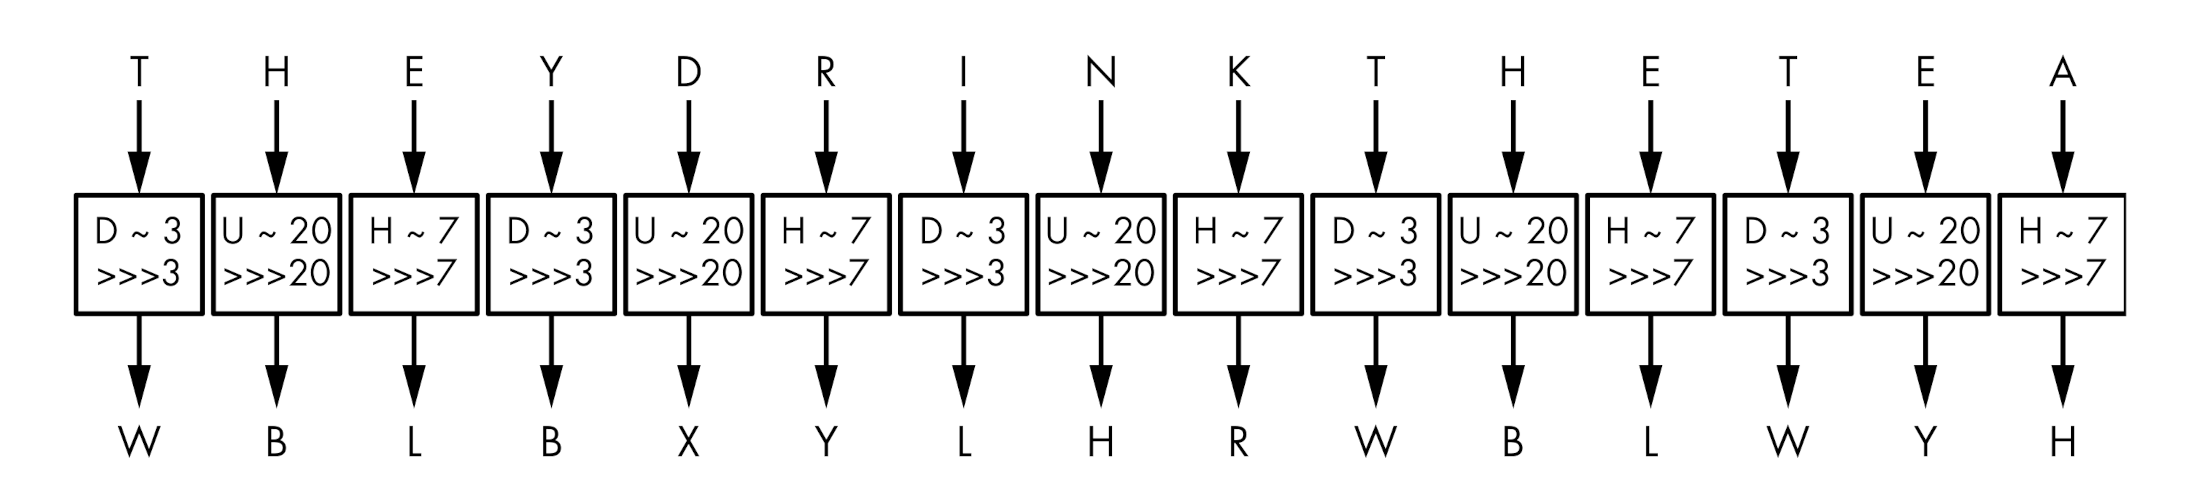 T H E Y D R I N K T H E T E A
D ~ 3 U ~ 20 H ~ 7 D ~ 3 U ~ 20 H ~ 7 D ~ 3 U ~ 20 H ~ 7 D ~ 3 U ~ 20 H ~ 7 D ~ 3 U ~ 20 H ~ 7
>>>3 >>>20 >>>7 >>>3 >>>20 >>>7 >>>3 >>>20 >>>7 >>>3 >>>20 >>>7 >>>3 >>>20 >>>7
W B L B X Y L H R W B L W Y H